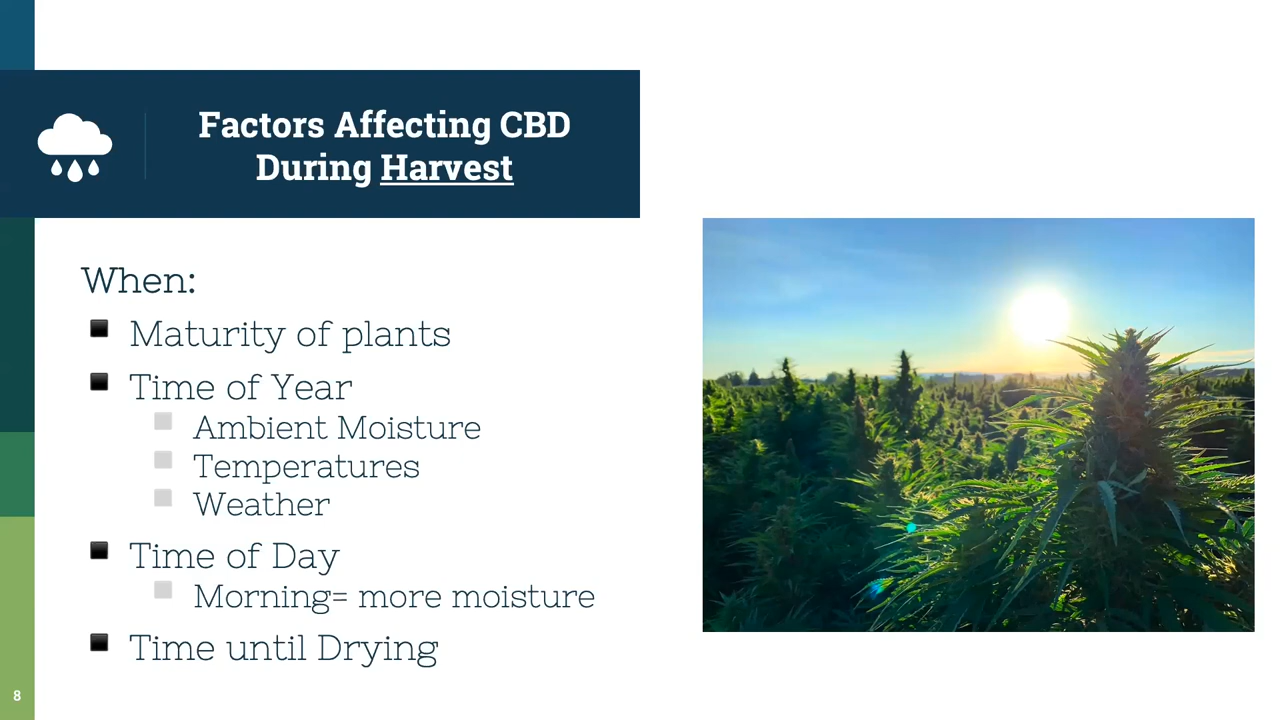 Factors Affecting CBD
During Harvest
When:
Maturity of plants
Time of Year
Ambient Moisture
Temperatures
Weather
Time of Day
Morning= more moisture
Time until Drying
8